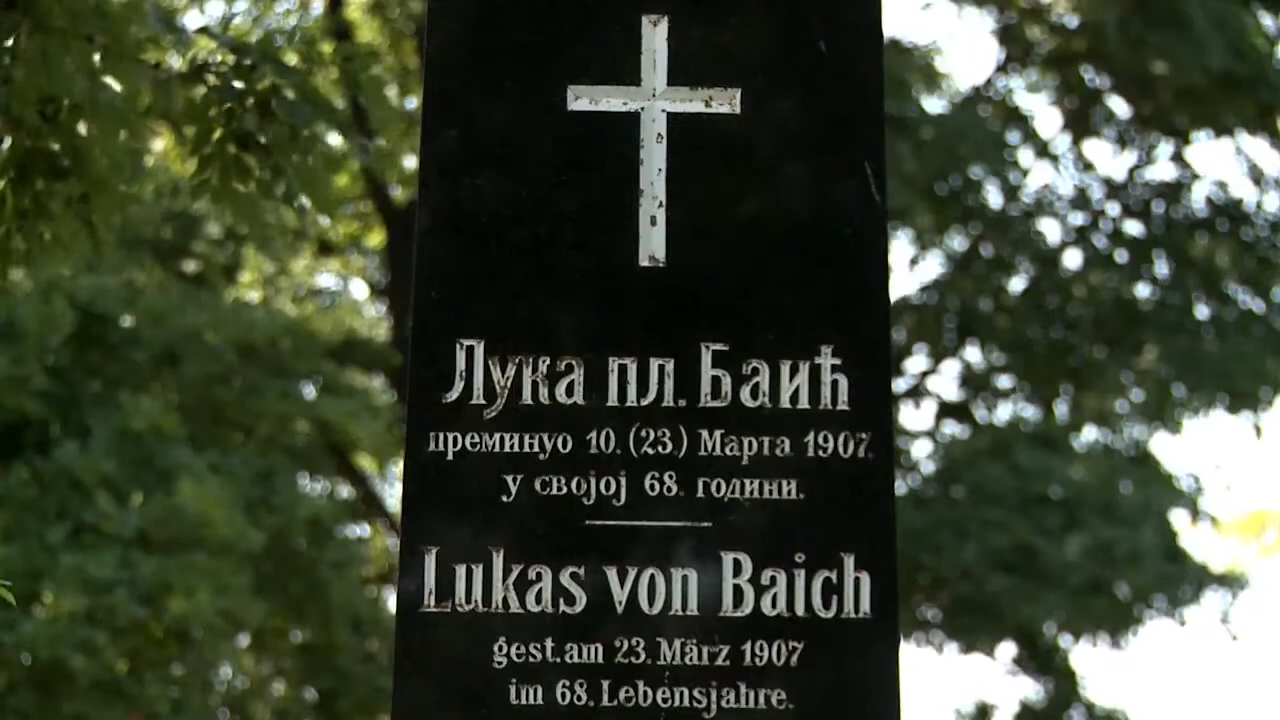 Лука пл. Баић
преминуо 10. (23.) Марта 1907.
у својој 68. години.
Lukas von Baich
gest. am 23. März 1907
im 68. Lebensjahre.